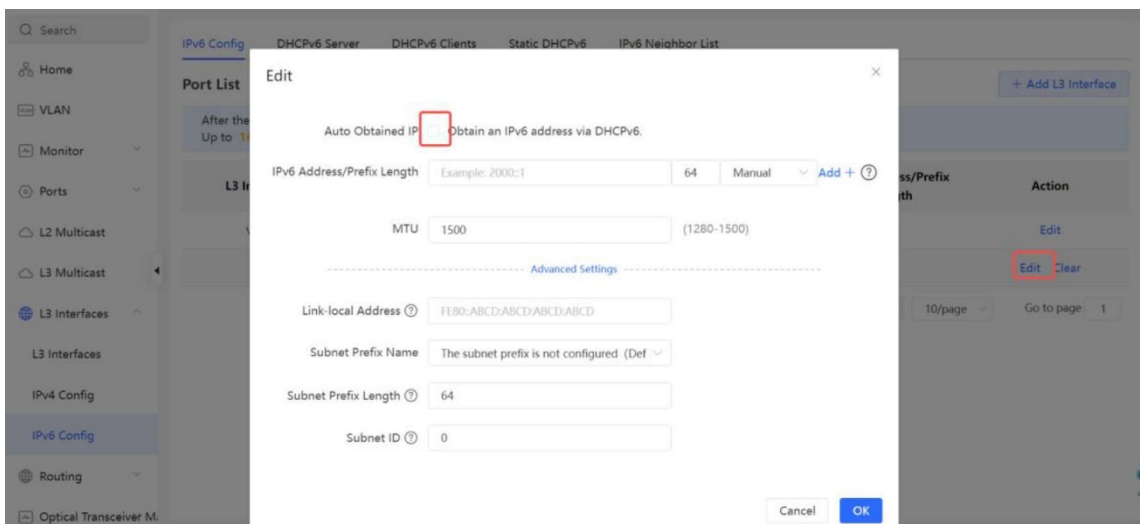 Search
Home
VLAN
Monitor
Ports
L2 Multicast
L3 Multicast
L3 Interfaces
L3 Interfaces
IPv4 Config
IPv6 Config
Routing
Optical Transceiver
IPv6 Config DHCPv6 Server DHCPv6 Clients Static DHCPv6 IPv6 Neighbor List
Port List
+ Add L3 Interface
After the
Up to
L3
Action
Edit
Edit Clear
10/page Go to page 1
Edit
Auto Obtained IP Obtain an IPv6 address via DHCPv6.
IPv6 Address/Prefix Length Example: 2000::1 64 Manual Add +
MTU 1500 (1280-1500)
Advanced Settings
Link-local Address FE80::ABCD:ABCD:ABCD:ABCD
Subnet Prefix Name The subnet prefix is not configured (Def
Subnet Prefix Length 64
Subnet ID 0
Cancel OK